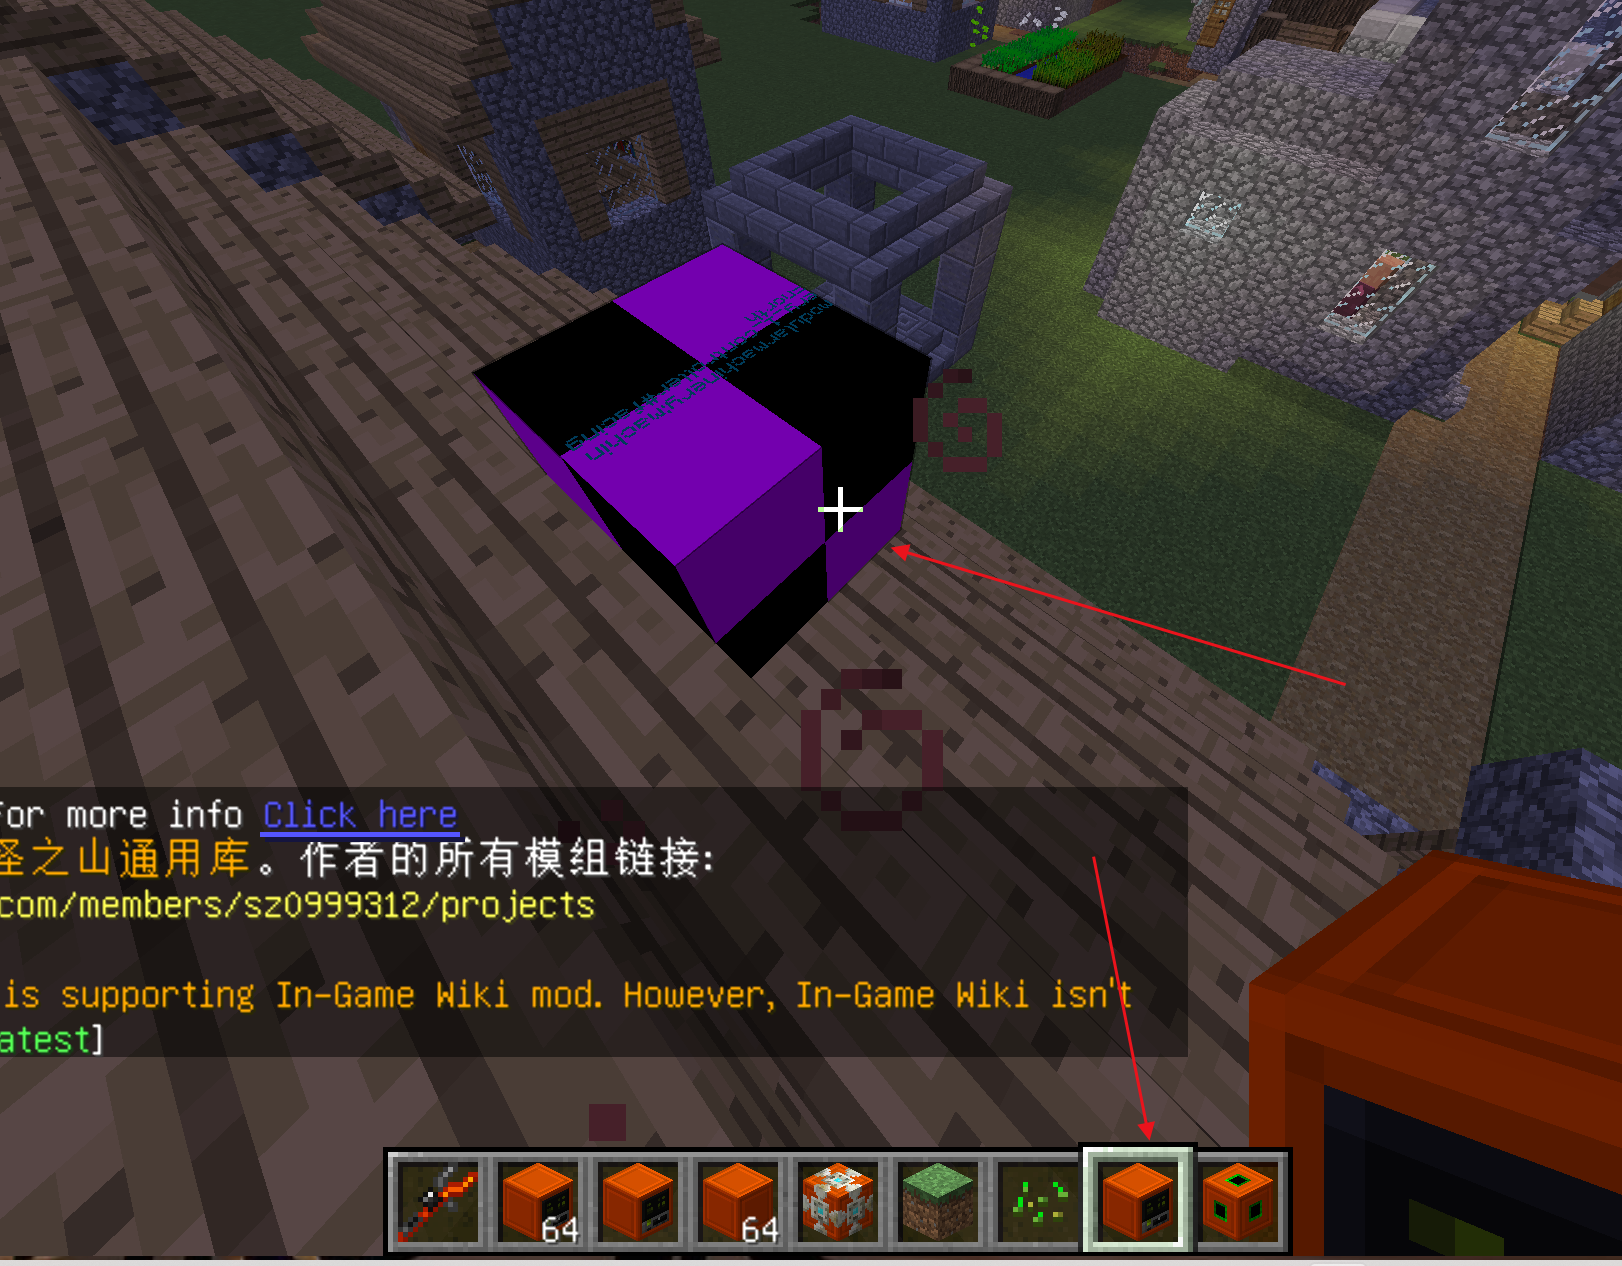 for more info Click here
圣之山通用库。作者的所有模组链接:
com/members/sz0999312/projects
is supporting In-Game Wiki mod. However, In-Game Wiki isn't
atest]
64
64